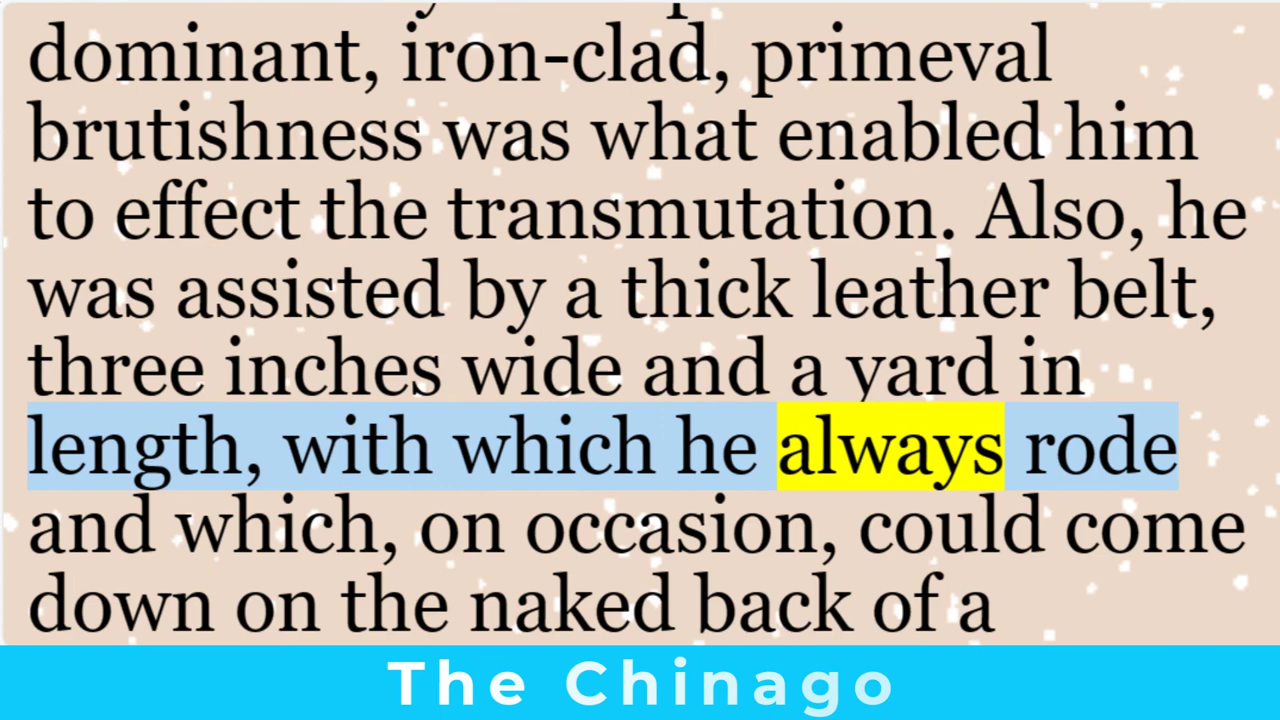 dominant, iron-clad, primeval
brutishness was what enabled him
to effect the transmutation. Also, he
was assisted by a thick leather belt,
three inches wide and a yard in
length, with which he always rode
and which, on occasion, could come
down on the naked back of a
The Chinago